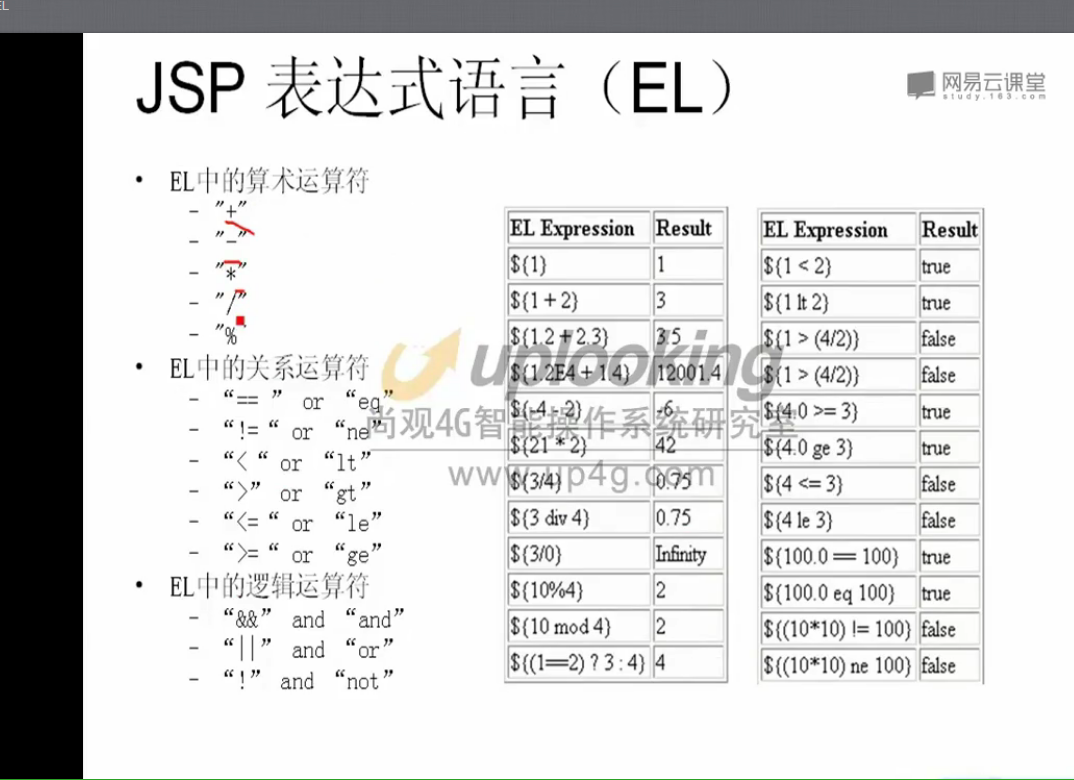 EL
JSP 表达式语言（EL）
网易云课堂
study.163.com
• EL中的算术运算符
– "+"
– "-"
– "*"
– "/"
– "%
• EL中的关系运算符
– “== ” or “eq”
– “!= “ or “ne”
– “< “ or “lt”
– “>” or “gt”
– “<= “ or “le”
– “>= “ or “ge”
• EL中的逻辑运算符
– “&&” and “and”
– “||” and “or”
– “!” and “not”
EL Expression Result
${1} 1
${1 + 2} 3
${1.2 + 2.3} 3.5
${1.2E4 + 1.4} 12001.4
${-4 - 2} -6
${21 * 2} 42
${3/4} 0.75
${3 div 4} 0.75
${3/0} Infinity
${10%4} 2
${10 mod 4} 2
${(1==2) ? 3 : 4} 4
EL Expression Result
${1 < 2} true
${1 lt 2} true
${1 > (4/2)} false
${1 > (4/2)} false
${4.0 >= 3} true
${4.0 ge 3} true
${4 <= 3} false
${4 le 3} false
${100.0 == 100} true
${100.0 eq 100} true
${(10*10) != 100} false
${(10*10) ne 100} false
uplooking
尚观4G智能操作系统研究室
www.up4g.com